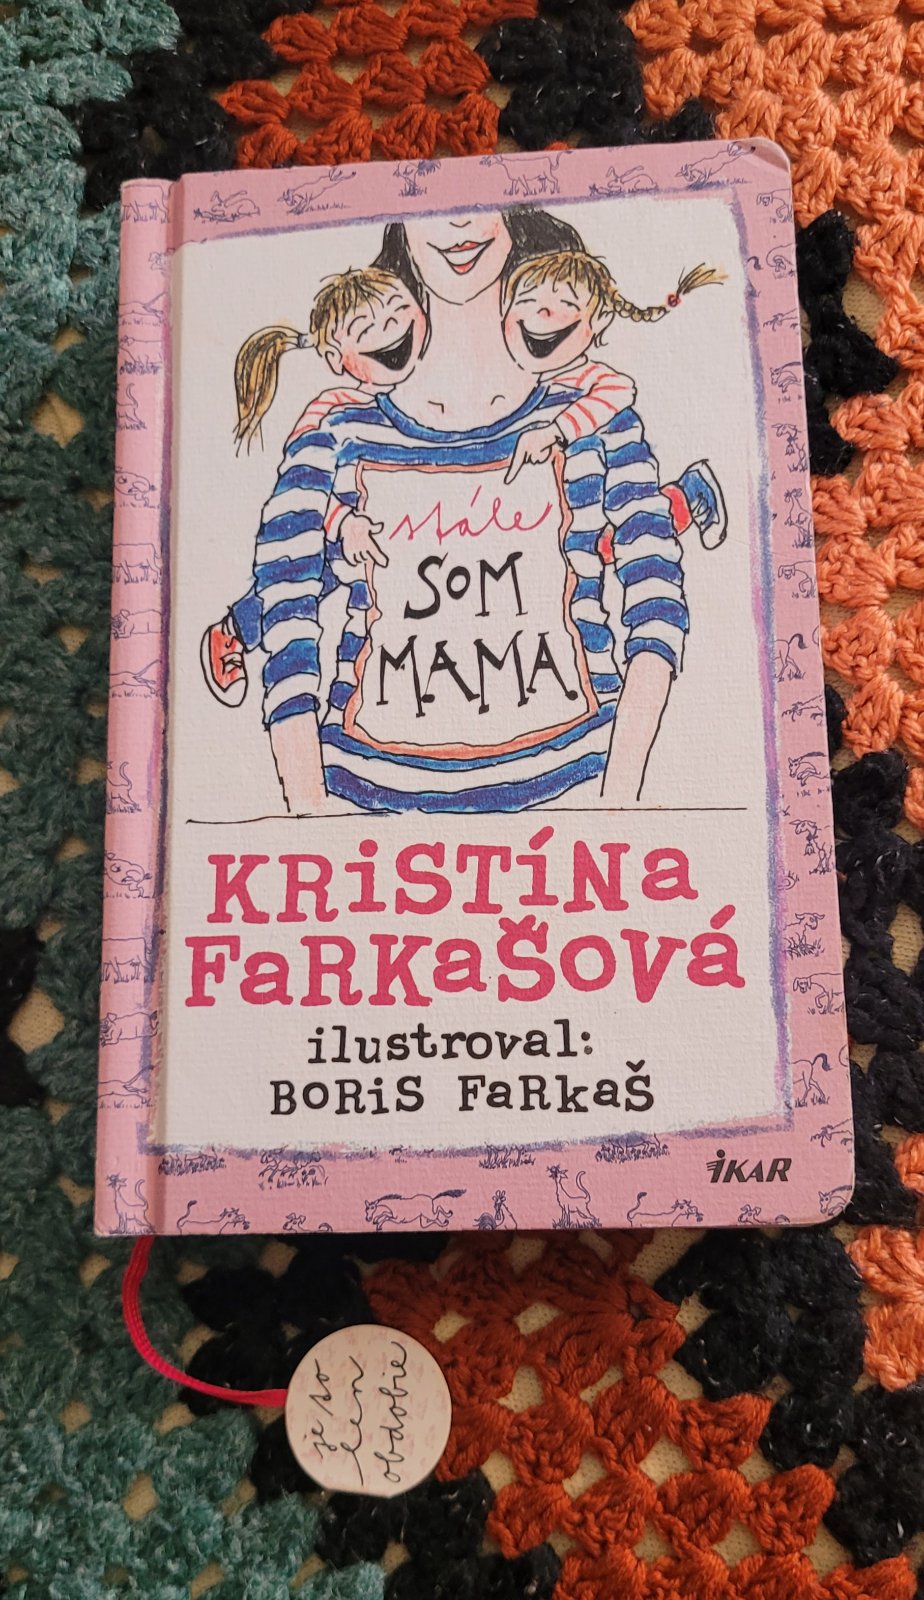 stále
SOM
MAMA
KRiSTÍNa
FaRKaŠOVá
ilustroval:
BORiS FaRkaŠ
iKAR
je to
len
obdobie